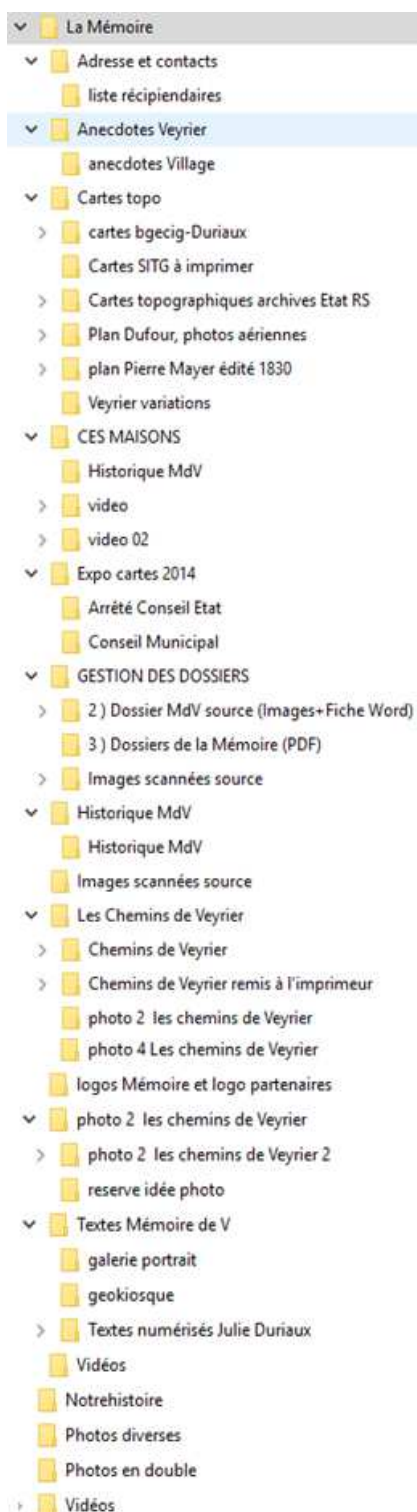 La Mémoire
Adresse et contacts
liste récipiendaires
Anecdotes Veyrier
anecdotes Village
Cartes topo
cartes bgecig-Duriaux
Cartes SITG à imprimer
Cartes topographiques archives Etat RS
Plan Dufour, photos aériennes
plan Pierre Mayer édité 1830
Veyrier variations
CES MAISONS
Historique MdV
video
video 02
Expo cartes 2014
Arrêté Conseil Etat
Conseil Municipal
GESTION DES DOSSIERS
2 ) Dossier MdV source (Images+Fiche Word)
3 ) Dossiers de la Mémoire (PDF)
Images scannées source
Historique MdV
Historique MdV
Images scannées source
Les Chemins de Veyrier
Chemins de Veyrier
Chemins de Veyrier remis à l'imprimeur
photo 2  les chemins de Veyrier
photo 4 Les chemins de Veyrier
logos Mémoire et logo partenaires
photo 2  les chemins de Veyrier
photo 2  les chemins de Veyrier 2
reserve idée photo
Textes Mémoire de V
galerie portrait
geokiosque
Textes numérisés Julie Duriaux
Vidéos
Notrehistoire
Photos diverses
Photos en double
Vidéos